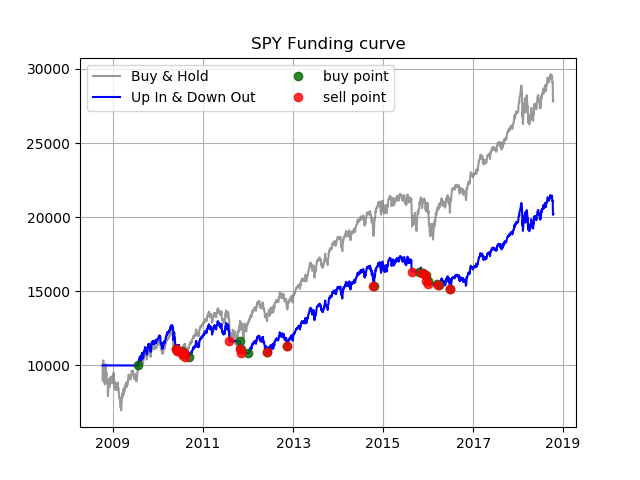 SPY Funding curve
Buy & Hold
Up In & Down Out
buy point
sell point
30000
25000
20000
15000
10000
2009 2011 2013 2015 2017 2019